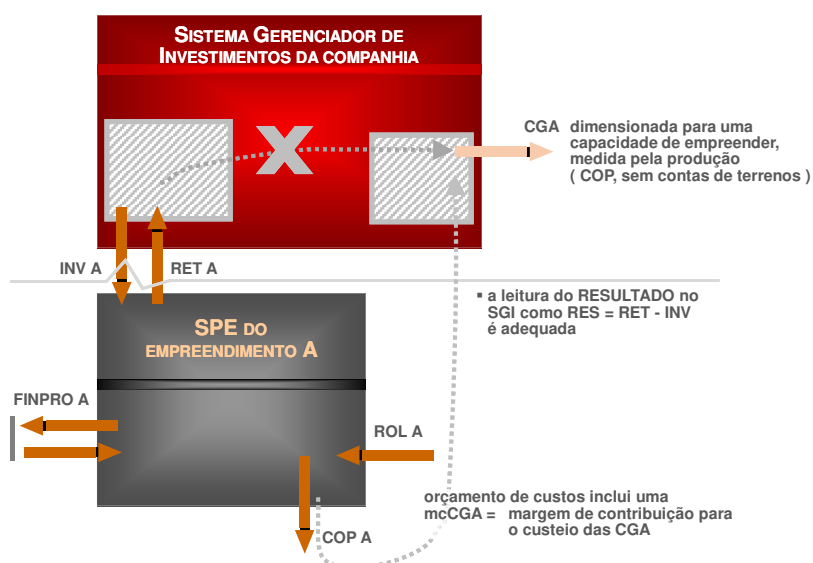 SISTEMA GERENCIADOR DE
INVESTIMENTOS DA COMPANHIA
X
CGA dimensionada para uma
capacidade de empreender,
medida pela produção
( COP, sem contas de terrenos )
INV A
RET A
▪ a leitura do RESULTADO no
SGI como RES = RET - INV
é adequada
SPE DO
EMPREENDIMENTO A
FINPRO A
ROL A
orçamento de custos inclui uma
mcCGA = margem de contribuição para
o custeio das CGA
COP A